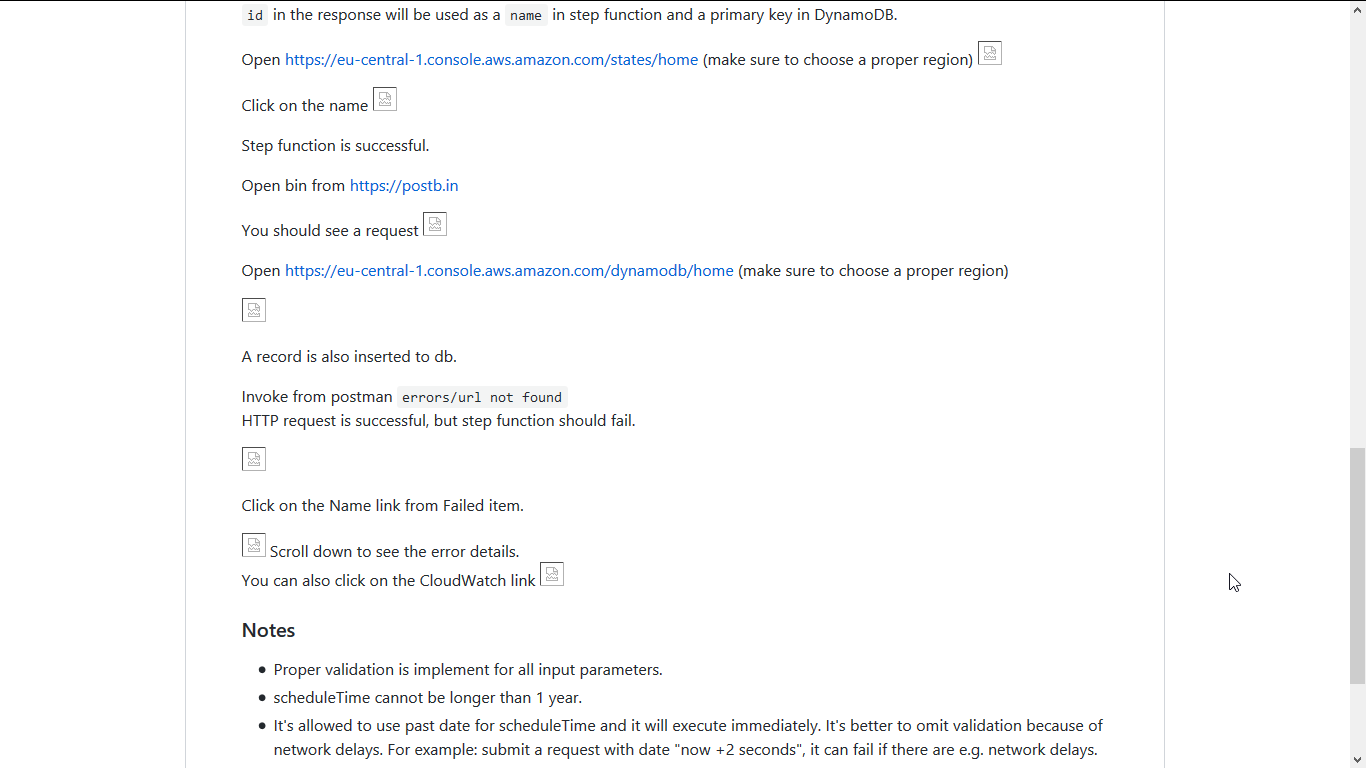 id in the response will be used as a name in step function and a primary key in DynamoDB.
Open https://eu-central-1.console.aws.amazon.com/states/home (make sure to choose a proper region)
Click on the name
Step function is successful.
Open bin from https://postb.in
You should see a request
Open https://eu-central-1.console.aws.amazon.com/dynamodb/home (make sure to choose a proper region)
A record is also inserted to db.
Invoke from postman errors/url not found
HTTP request is successful, but step function should fail.
Click on the Name link from Failed item.
Scroll down to see the error details.
You can also click on the CloudWatch link
Notes
Proper validation is implement for all input parameters.
scheduleTime cannot be longer than 1 year.
It's allowed to use past date for scheduleTime and it will execute immediately. It's better to omit validation because of
network delays. For example: submit a request with date "now +2 seconds", it can fail if there are e.g. network delays.